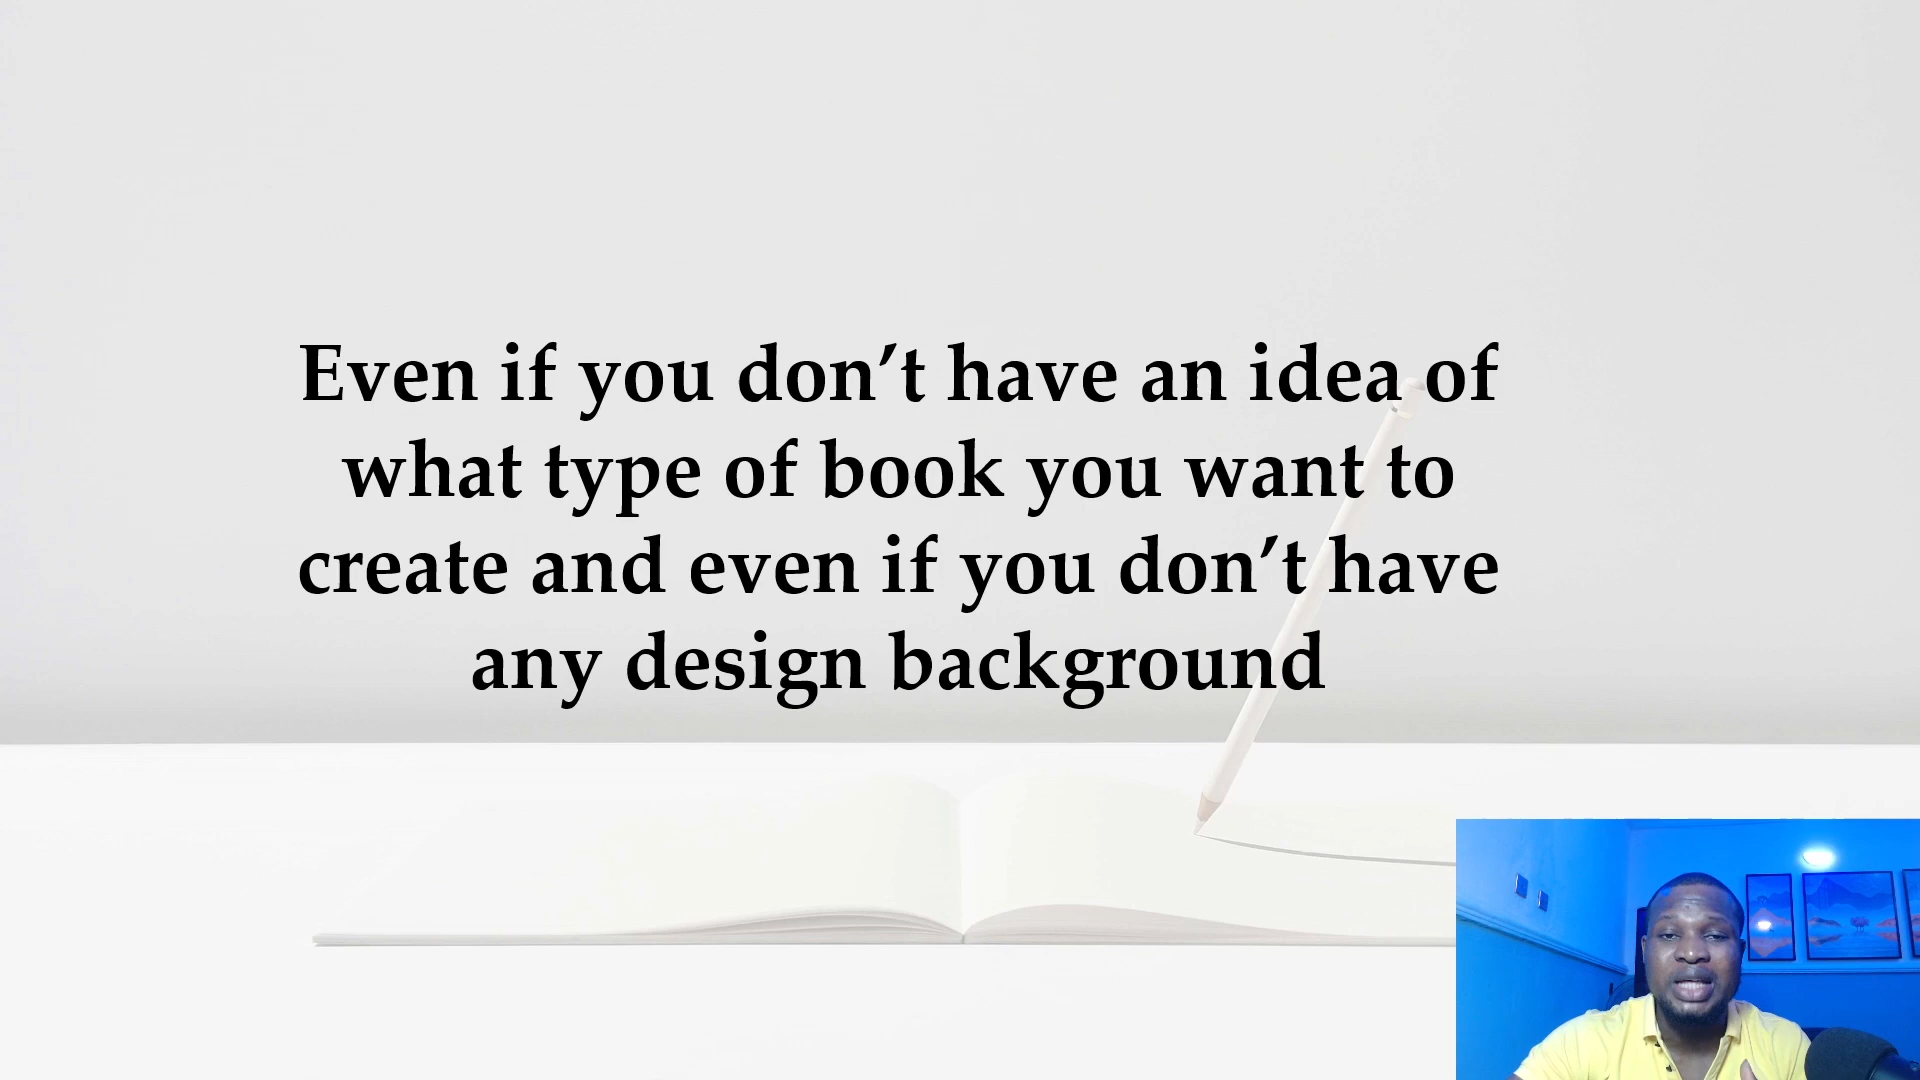 Even if you don’t have an idea of
what type of book you want to
create and even if you don’t have
any design background